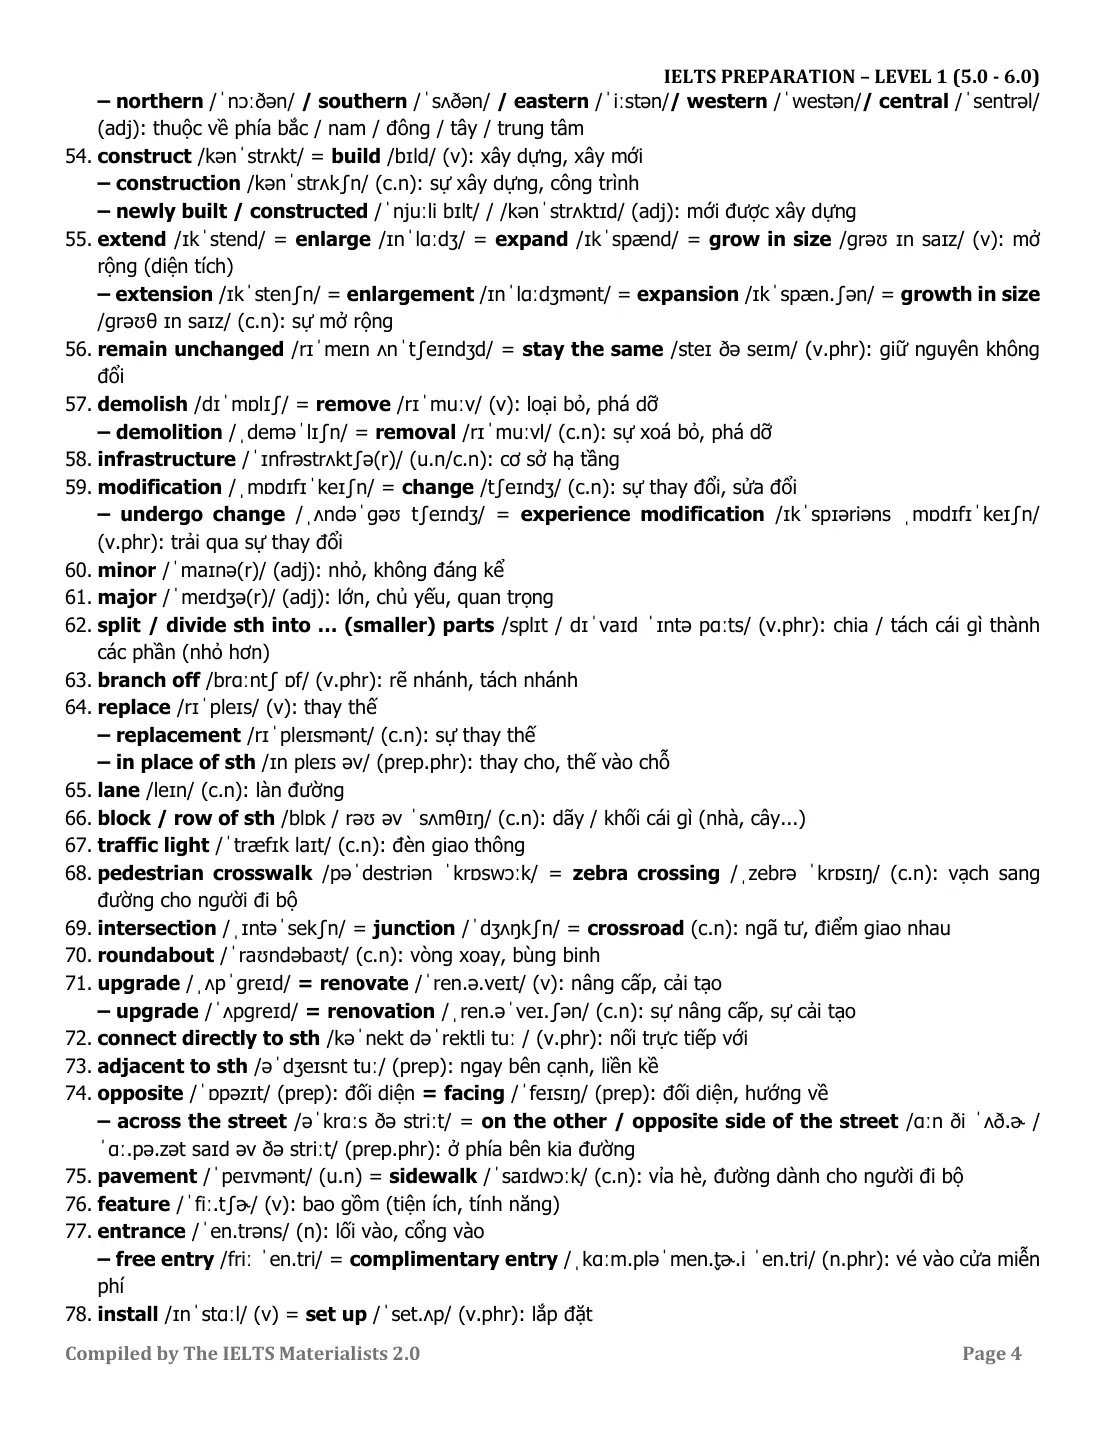 IELTS PREPARATION – LEVEL 1 (5.0 - 6.0)
– northern /ˈnɔːðən/ / southern /ˈsʌðən/ / eastern /ˈiːstən// western /ˈwestən// central /ˈsentrəl/
(adj): thuộc về phía bắc / nam / đông / tây / trung tâm
54. construct /kənˈstrʌkt/ = build /bɪld/ (v): xây dựng, xây mới
– construction /kənˈstrʌkʃn/ (c.n): sự xây dựng, công trình
– newly built / constructed /ˈnjuːli bɪlt/ / /kənˈstrʌktɪd/ (adj): mới được xây dựng
55. extend /ɪkˈstend/ = enlarge /ɪnˈlɑːdʒ/ = expand /ɪkˈspænd/ = grow in size /ɡrəʊ ɪn saɪz/ (v): mở
rộng (diện tích)
– extension /ɪkˈstenʃn/ = enlargement /ɪnˈlɑːdʒmənt/ = expansion /ɪkˈspæn.ʃən/ = growth in size
/ɡrəʊθ ɪn saɪz/ (c.n): sự mở rộng
56. remain unchanged /rɪˈmeɪn ʌnˈtʃeɪndʒd/ = stay the same /steɪ ðə seɪm/ (v.phr): giữ nguyên không
đổi
57. demolish /dɪˈmɒlɪʃ/ = remove /rɪˈmuːv/ (v): loại bỏ, phá dỡ
– demolition /ˌdeməˈlɪʃn/ = removal /rɪˈmuːvl/ (c.n): sự xoá bỏ, phá dỡ
58. infrastructure /ˈɪnfrəstrʌktʃə(r)/ (u.n/c.n): cơ sở hạ tầng
59. modification /ˌmɒdɪfɪˈkeɪʃn/ = change /tʃeɪndʒ/ (c.n): sự thay đổi, sửa đổi
– undergo change /ˌʌndəˈɡəʊ tʃeɪndʒ/ = experience modification /ɪkˈspɪəriəns ˌmɒdɪfɪˈkeɪʃn/
(v.phr): trải qua sự thay đổi
60. minor /ˈmaɪnə(r)/ (adj): nhỏ, không đáng kể
61. major /ˈmeɪdʒə(r)/ (adj): lớn, chủ yếu, quan trọng
62. split / divide sth into … (smaller) parts /splɪt / dɪˈvaɪd ˈɪntə pɑːts/ (v.phr): chia / tách cái gì thành
các phần (nhỏ hơn)
63. branch off /brɑːntʃ ɒf/ (v.phr): rẽ nhánh, tách nhánh
64. replace /rɪˈpleɪs/ (v): thay thế
– replacement /rɪˈpleɪsmənt/ (c.n): sự thay thế
– in place of sth /ɪn pleɪs əv/ (prep.phr): thay cho, thế vào chỗ
65. lane /leɪn/ (c.n): làn đường
66. block / row of sth /blɒk / rəʊ əv ˈsʌmθɪŋ/ (c.n): dãy / khối cái gì (nhà, cây...)
67. traffic light /ˈtræfɪk laɪt/ (c.n): đèn giao thông
68. pedestrian crosswalk /pəˈdestriən ˈkrɒswɔːk/ = zebra crossing /ˌzebrə ˈkrɒsɪŋ/ (c.n): vạch sang
đường cho người đi bộ
69. intersection /ˌɪntəˈsekʃn/ = junction /ˈdʒʌŋkʃn/ = crossroad (c.n): ngã tư, điểm giao nhau
70. roundabout /ˈraʊndəbaʊt/ (c.n): vòng xoay, bùng binh
71. upgrade /ˌʌpˈɡreɪd/ = renovate /ˈren.ə.veɪt/ (v): nâng cấp, cải tạo
– upgrade /ˈʌpɡreɪd/ = renovation /ˌren.əˈveɪ.ʃən/ (c.n): sự nâng cấp, sự cải tạo
72. connect directly to sth /kəˈnekt dəˈrektli tuː / (v.phr): nối trực tiếp với
73. adjacent to sth /əˈdʒeɪsnt tuː/ (prep): ngay bên cạnh, liền kề
74. opposite /ˈɒpəzɪt/ (prep): đối diện = facing /ˈfeɪsɪŋ/ (prep): đối diện, hướng về
– across the street /əˈkrɑːs ðə striːt/ = on the other / opposite side of the street /ɑːn ði ˈʌð.ɚ /
ˈɑː.pə.zət saɪd əv ðə striːt/ (prep.phr): ở phía bên kia đường
75. pavement /ˈpeɪvmənt/ (u.n) = sidewalk /ˈsaɪdwɔːk/ (c.n): vỉa hè, đường dành cho người đi bộ
76. feature /ˈfiː.tʃɚ/ (v): bao gồm (tiện ích, tính năng)
77. entrance /ˈen.trəns/ (n): lối vào, cổng vào
– free entry /friː ˈen.tri/ = complimentary entry /ˌkɑːm.pləˈmen.t̬ɚ.i ˈen.tri/ (n.phr): vé vào cửa miễn
phí
78. install /ɪnˈstɑːl/ (v) = set up /ˈset.ʌp/ (v.phr): lắp đặt
Compiled by The IELTS Materialists 2.0 Page 4